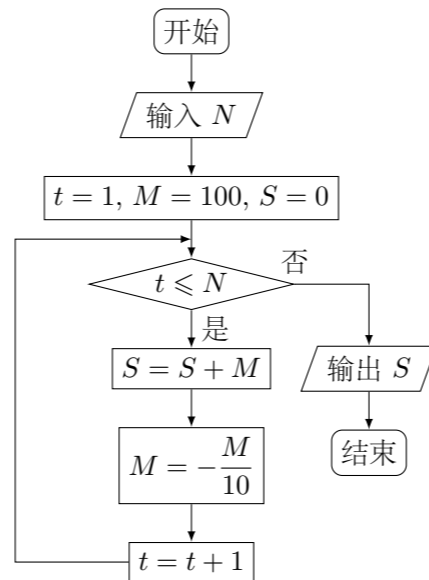 开始
输入 N
t = 1, M = 100, S = 0
t ⩽ N
否
是
S = S + M
输出 S
M = −M/10
结束
t = t + 1